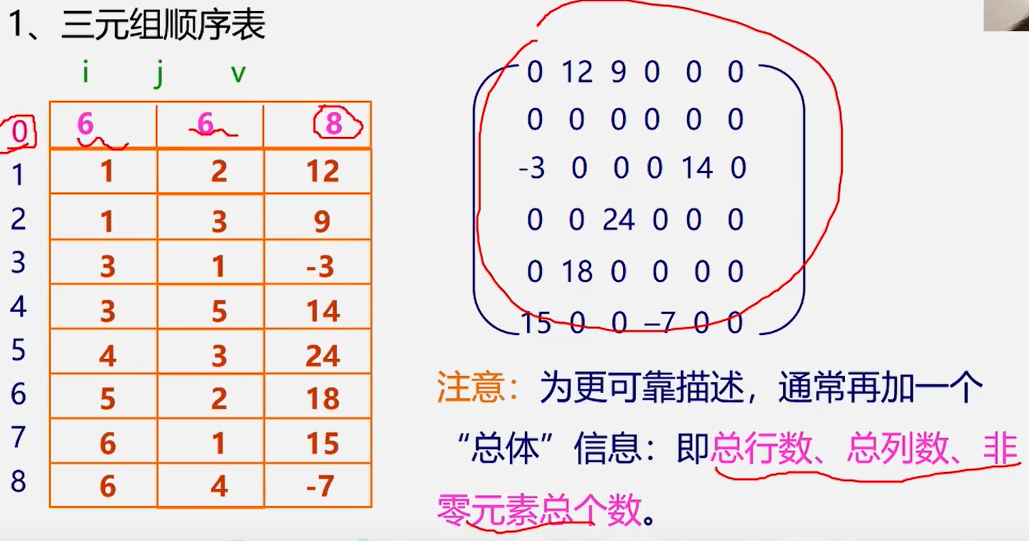 1、三元组顺序表
i j v
0 6 6 8
1 1 2 12
2 1 3 9
3 3 1 -3
4 3 5 14
5 4 3 24
6 5 2 18
7 6 1 15
8 6 4 -7
0 12 9 0 0 0
0 0 0 0 0 0
-3 0 0 0 14 0
0 0 24 0 0 0
0 18 0 0 0 0
15 0 0 –7 0 0
注意：为更可靠描述，通常再加一个
“总体”信息：即总行数、总列数、非
零元素总个数。